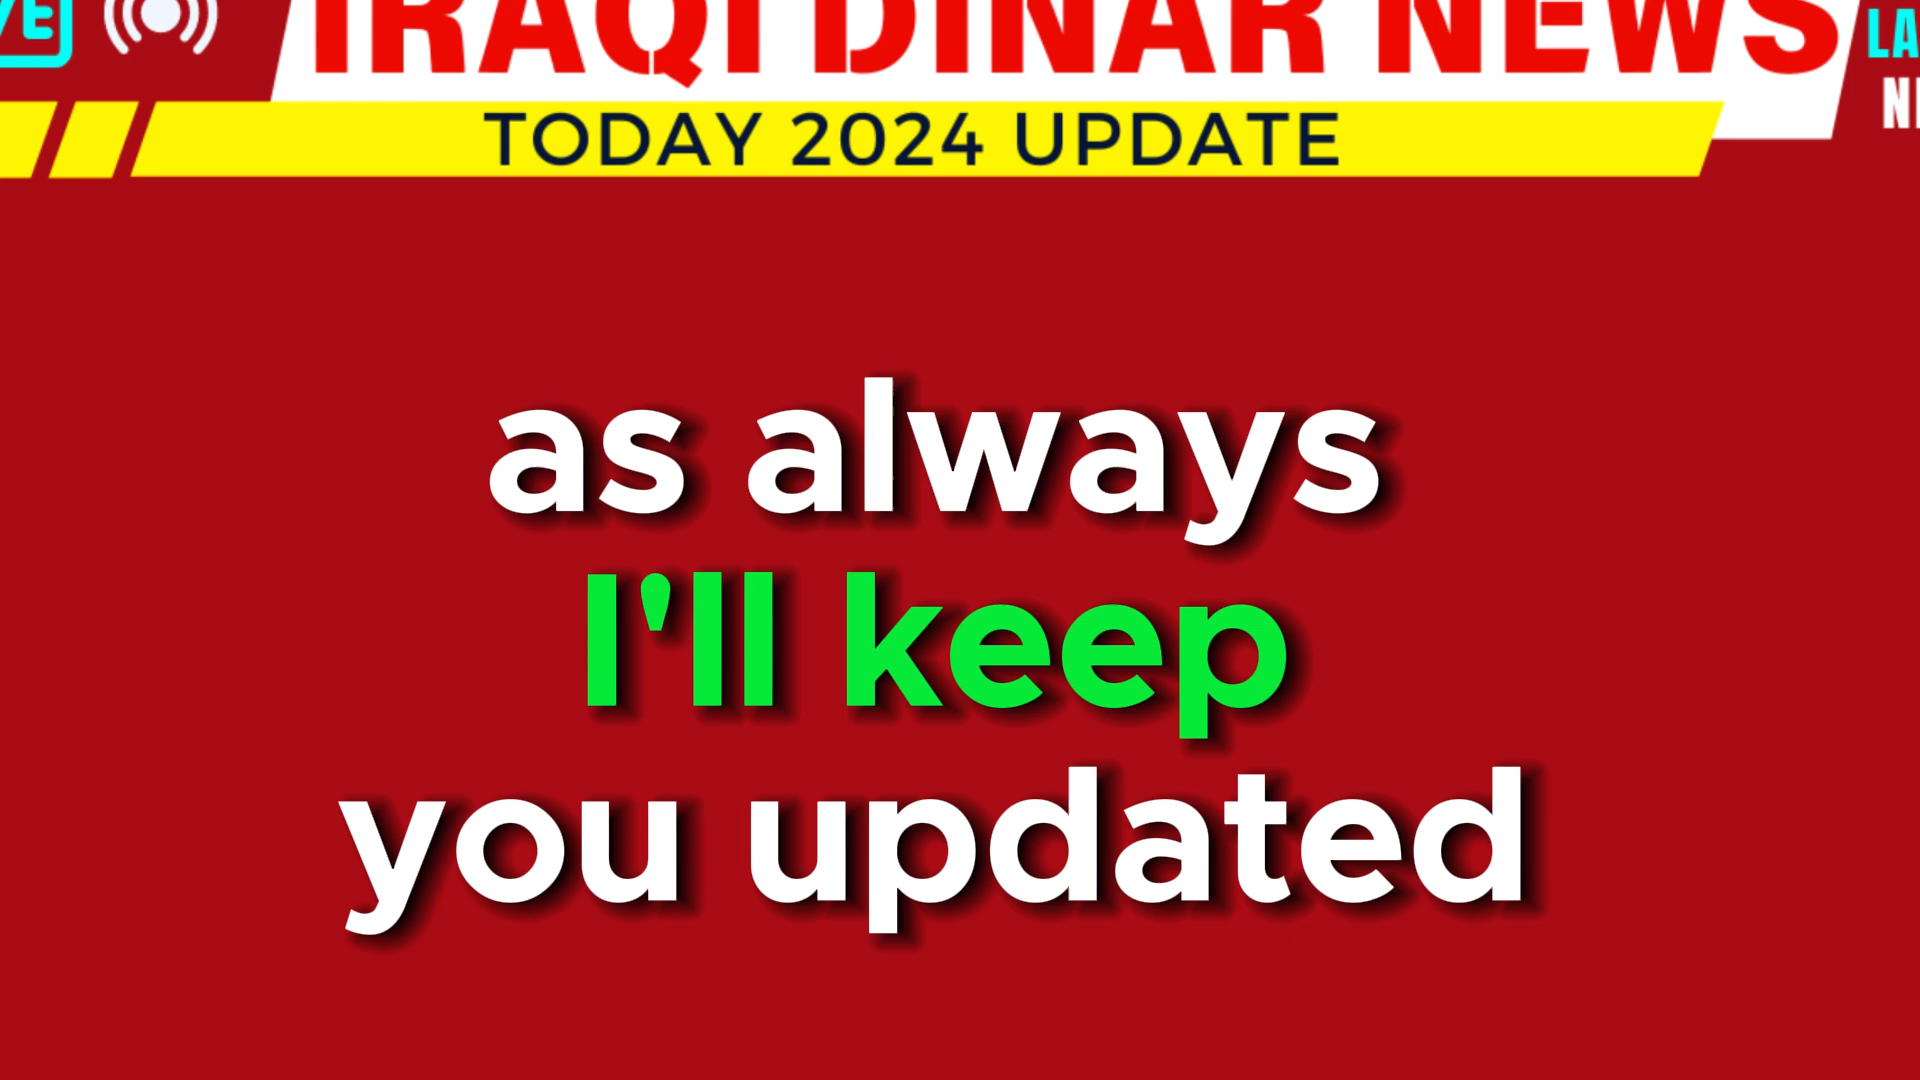 IRAQI DINAR NEWS
TODAY 2024 UPDATE
as always
I'll keep
you updated